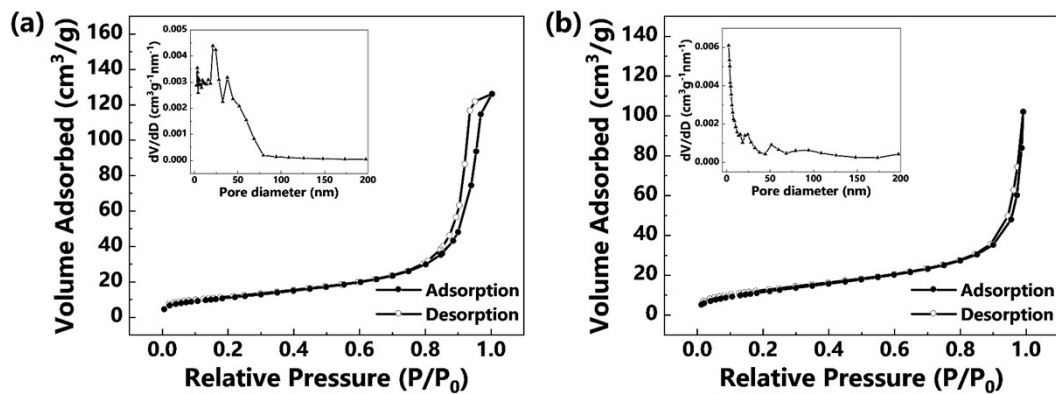 (a)
Volume Adsorbed (cm³/g)
160
140
120
100
80
60
40
20
0
0.0 0.2 0.4 0.6 0.8 1.0
Relative Pressure (P/P₀)
Adsorption
Desorption
dV/dD (cm³g⁻¹nm⁻¹)
0.005
0.004
0.003
0.002
0.001
0.000
0 50 100 150 200
Pore diameter (nm)
(b)
Volume Adsorbed (cm³/g)
160
140
120
100
80
60
40
20
0
0.0 0.2 0.4 0.6 0.8 1.0
Relative Pressure (P/P₀)
Adsorption
Desorption
dV/dD (cm³g⁻¹nm⁻¹)
0.006
0.004
0.002
0.000
0 50 100 150 200
Pore diameter (nm)